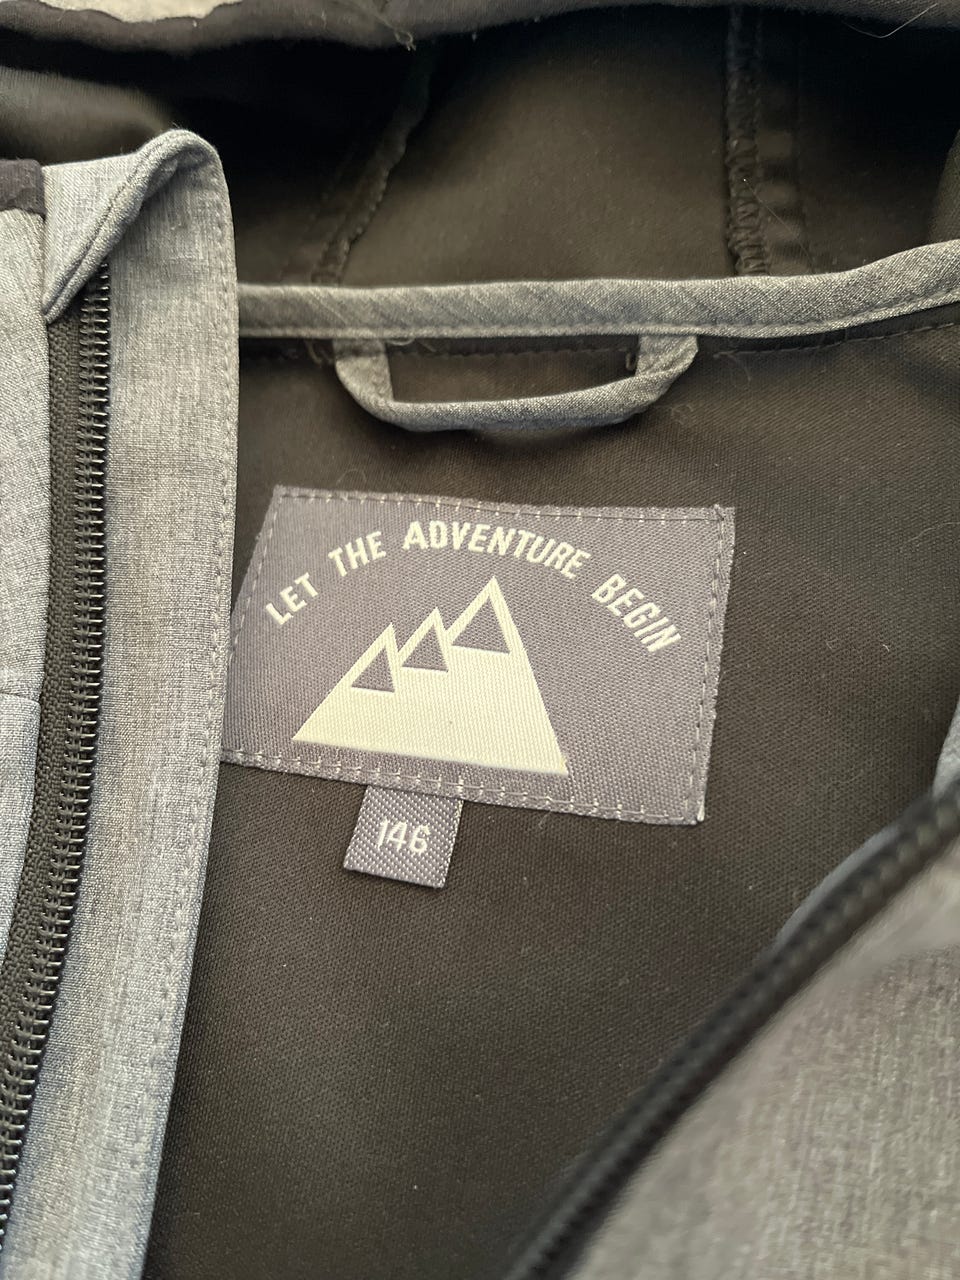 LET THE ADVENTURE BEGIN
146